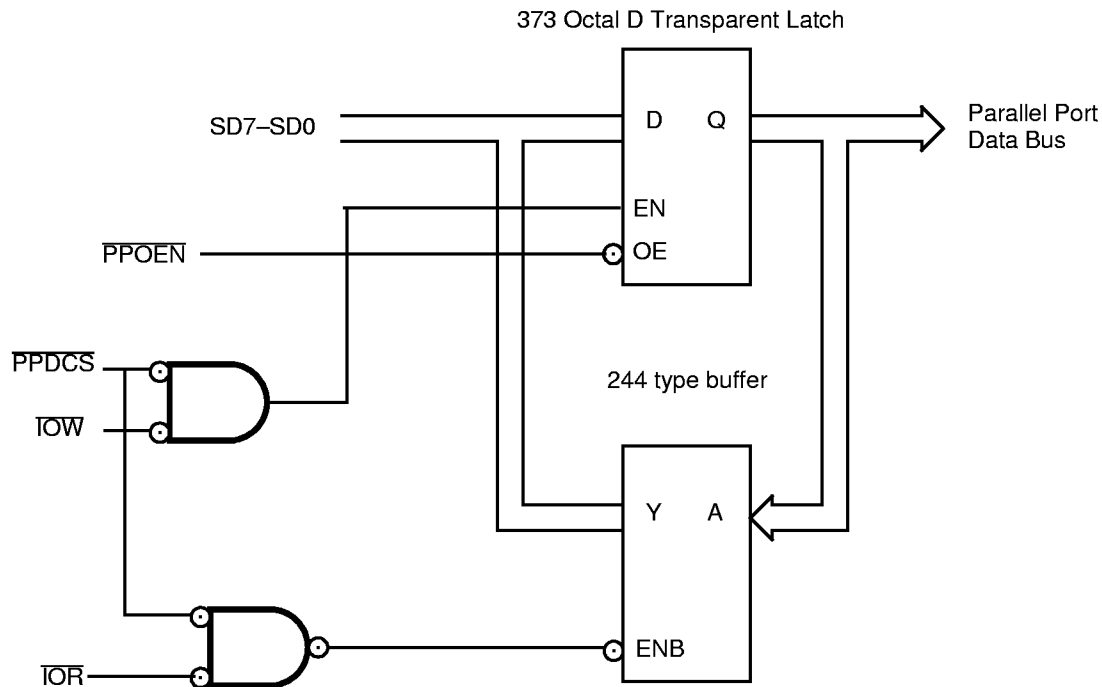 373 Octal D Transparent Latch
SD7–SD0
D Q
Parallel Port
Data Bus
EN
PPOEN
OE
PPDCS
IOW
244 type buffer
Y A
ENB
IOR